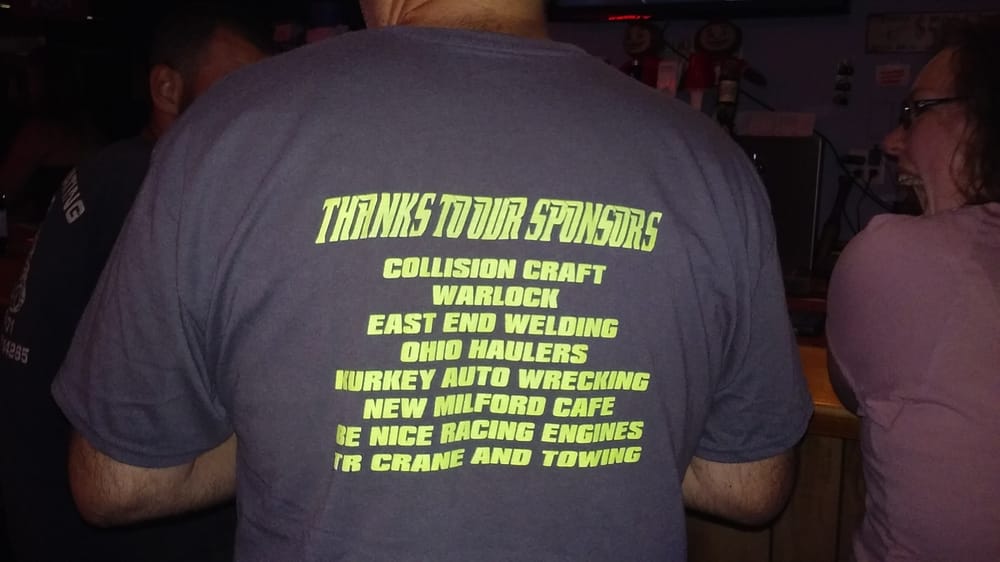 THANKS TO OUR SPONSORS
COLLISION CRAFT
WARLOCK
EAST END WELDING
OHIO HAULERS
KURKEY AUTO WRECKING
NEW MILFORD CAFE
BE NICE RACING ENGINES
TR CRANE AND TOWING